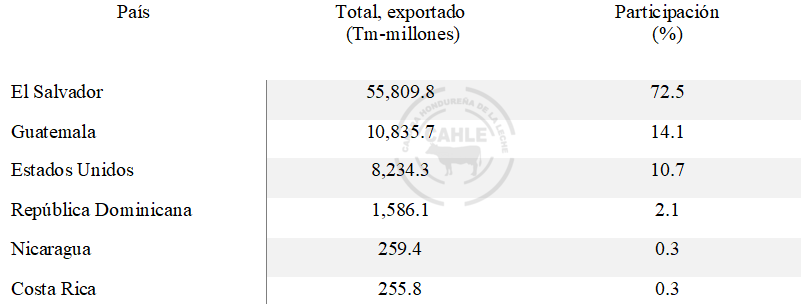 País Total, exportado Participación
(Tm-millones) (%)
El Salvador 55,809.8 72.5
Guatemala 10,835.7 14.1
Estados Unidos 8,234.3 10.7
República Dominicana 1,586.1 2.1
Nicaragua 259.4 0.3
Costa Rica 255.8 0.3
CÁMARA HONDUREÑA DE LA LECHE
CAHLE